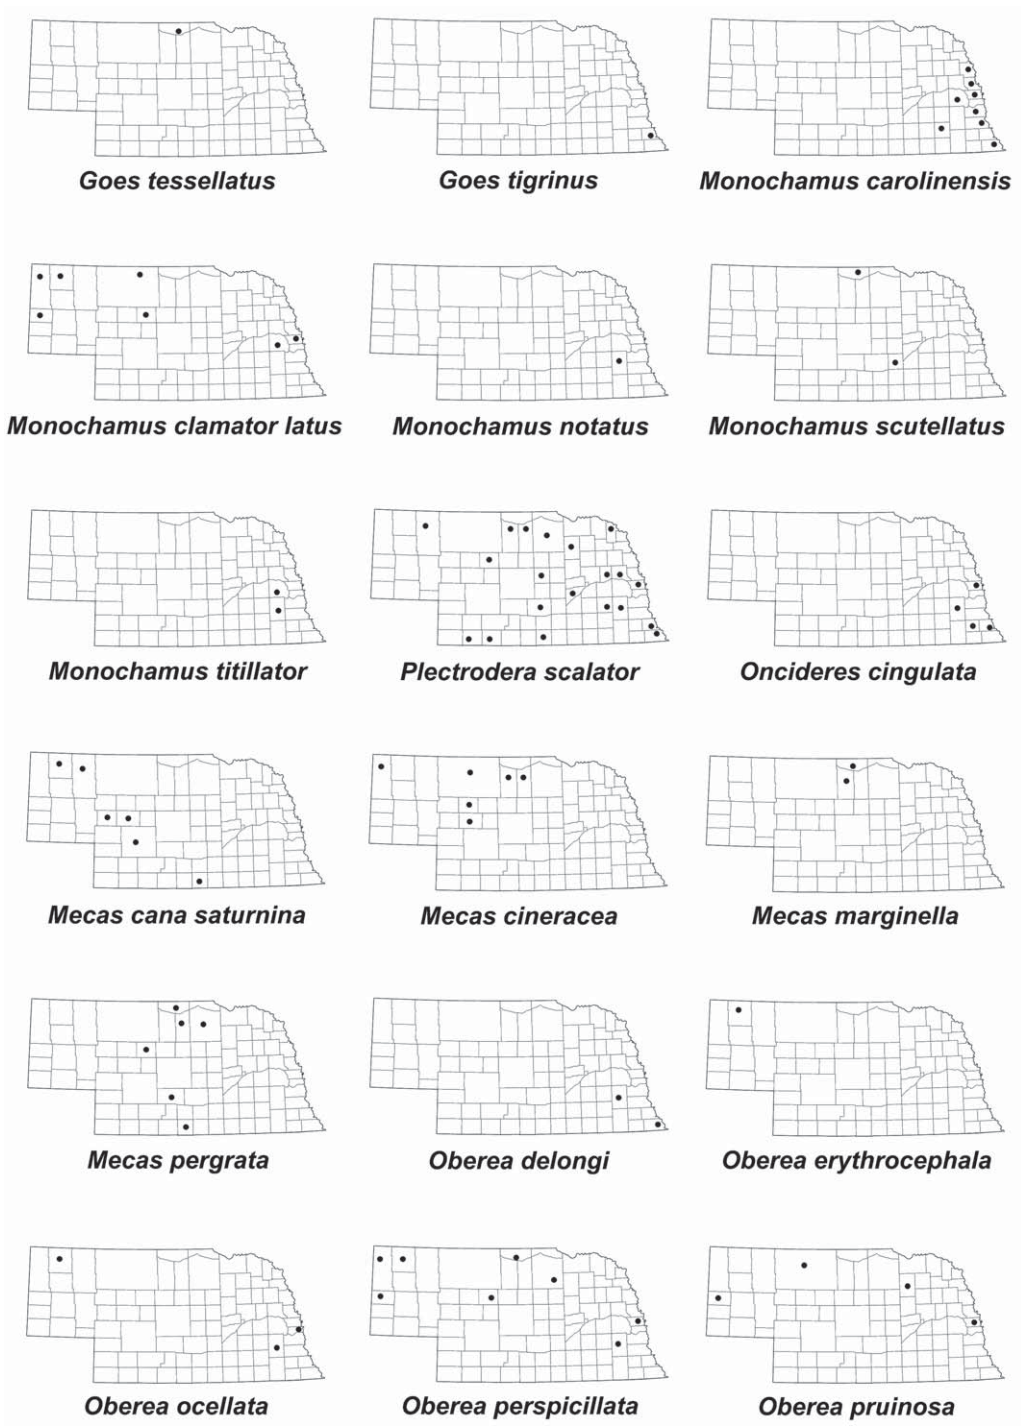 Goes tessellatus
Goes tigrinus
Monochamus carolinensis
Monochamus clamator latus
Monochamus notatus
Monochamus scutellatus
Monochamus titillator
Plectrodera scalator
Oncideres cingulata
Mecas cana saturnina
Mecas cineracea
Mecas marginella
Mecas pergrata
Oberea delongi
Oberea erythrocephala
Oberea ocellata
Oberea perspicillata
Oberea pruinosa